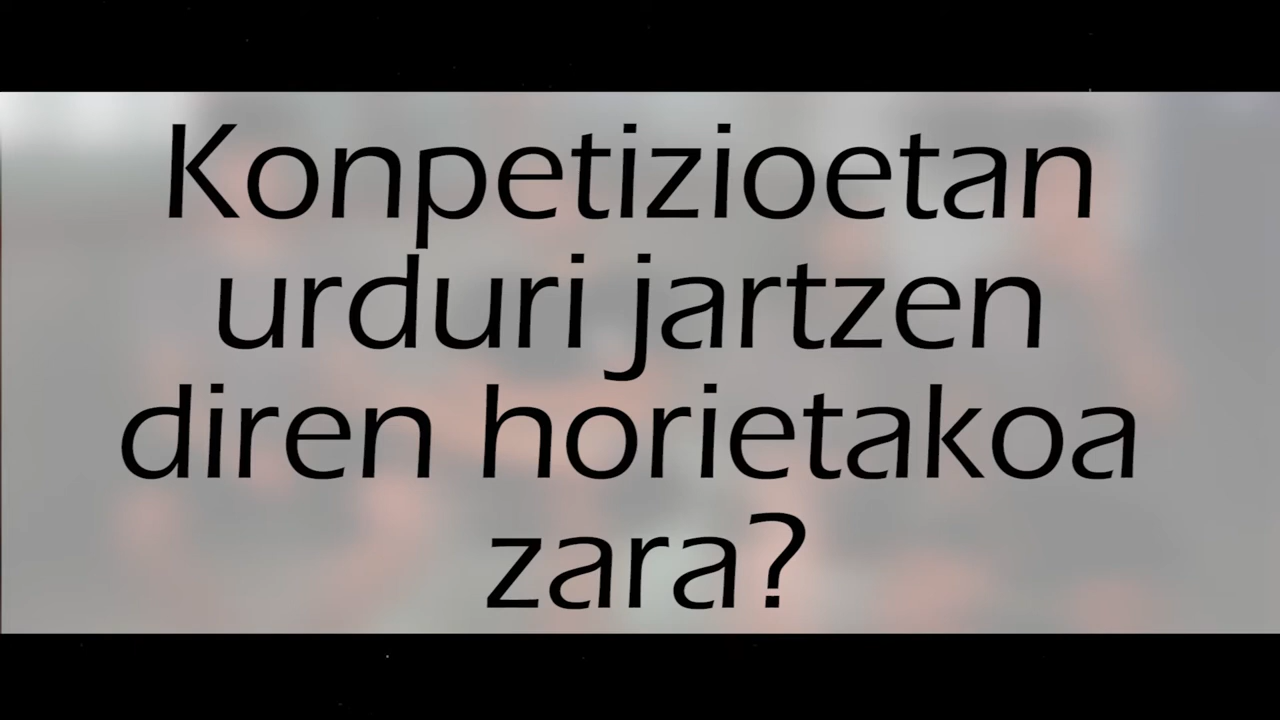 Konpetizioetan
urduri jartzen
diren horietakoa
zara?